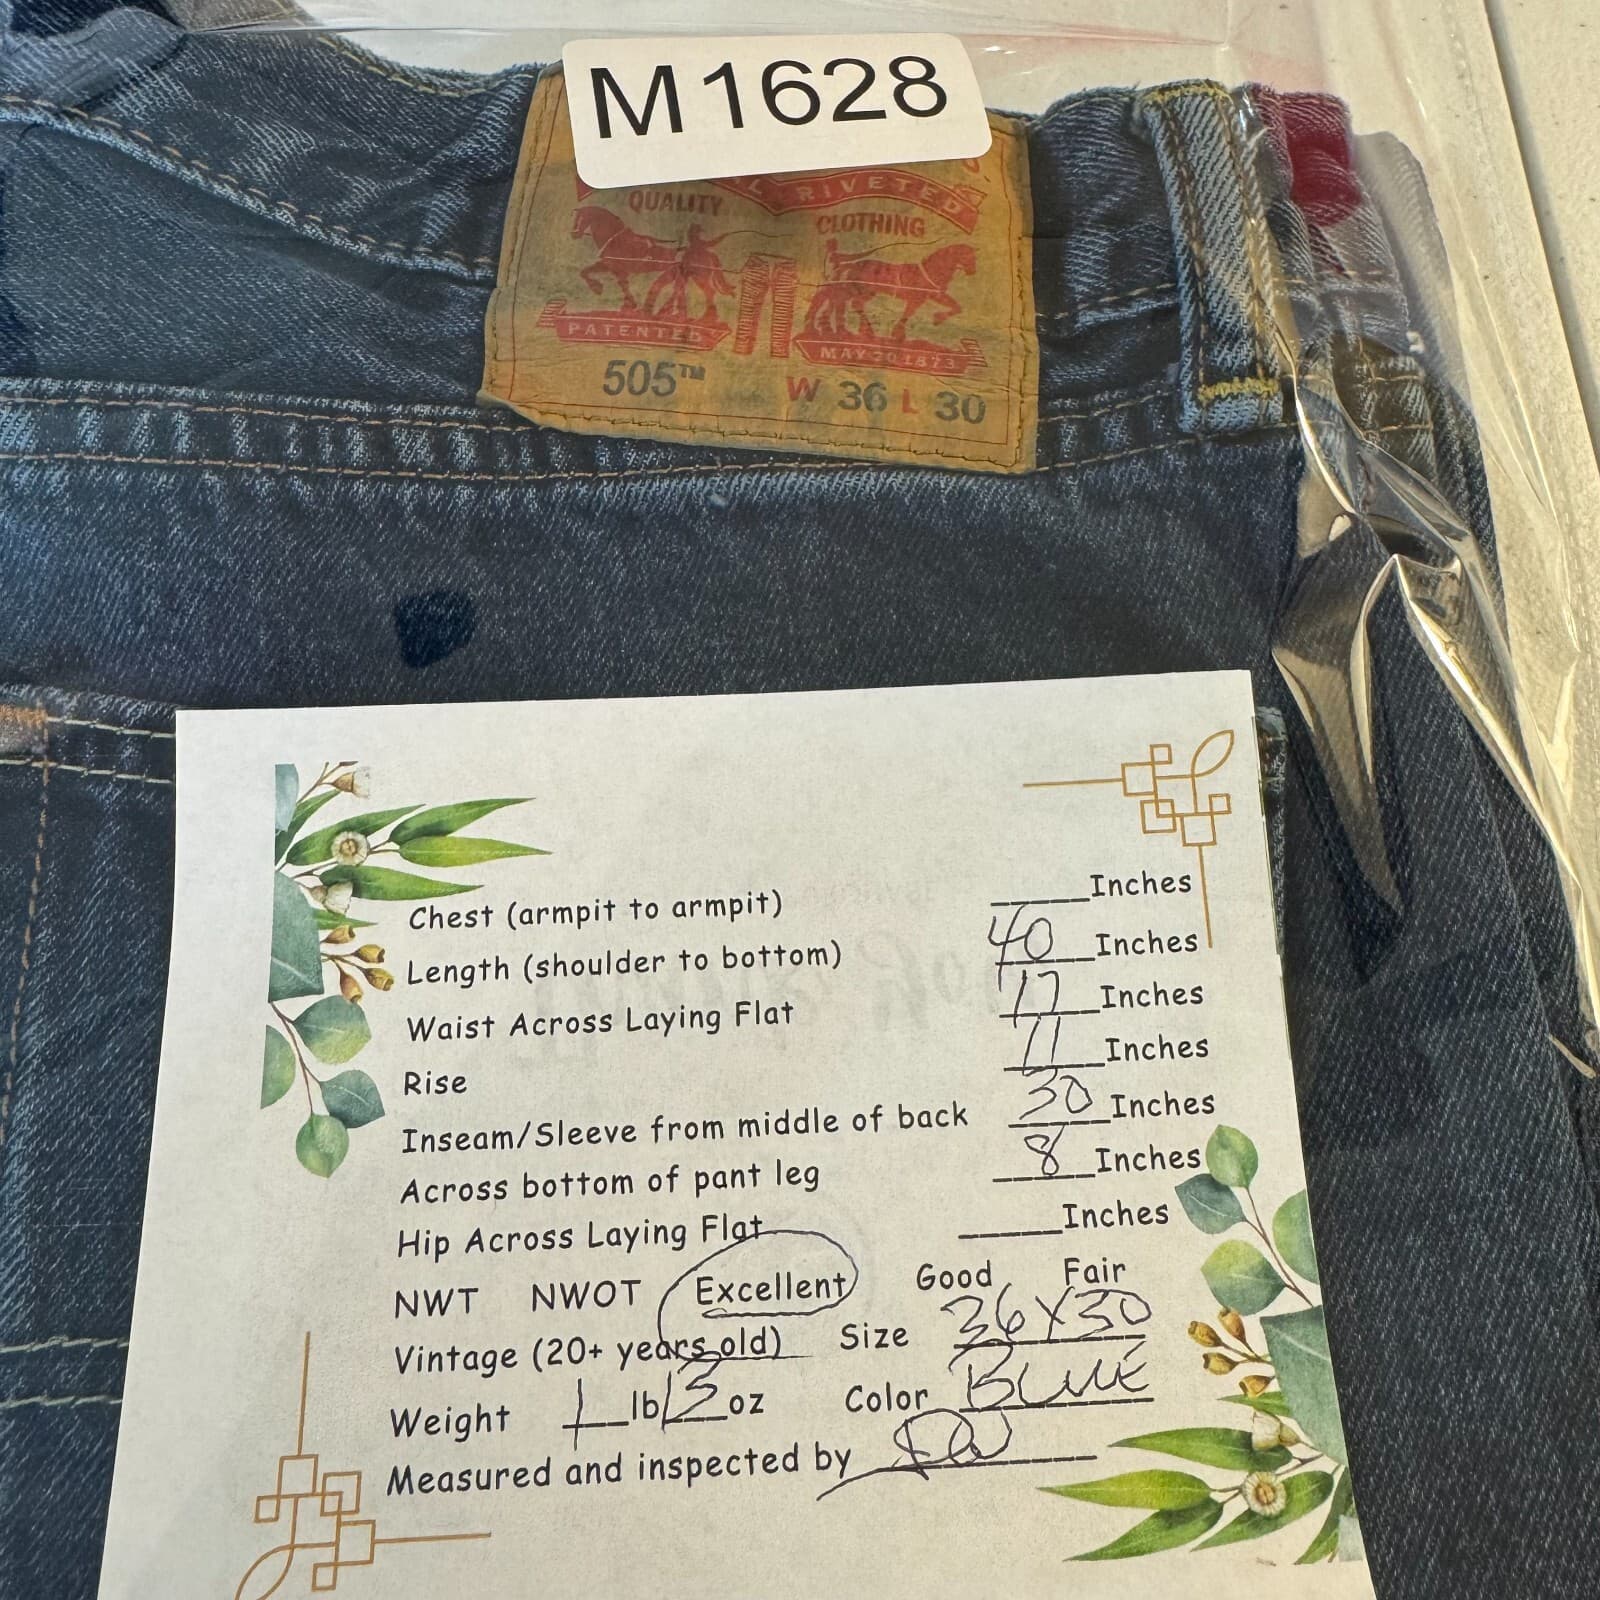 M1628
L RIVETED
QUALITY CLOTHING
PATENTED MAY 20 1873
505™ W 36 L 30
Chest (armpit to armpit) _____Inches
Length (shoulder to bottom) 40 Inches
Waist Across Laying Flat 17 Inches
Rise 11 Inches
Inseam/Sleeve from middle of back 30 Inches
Across bottom of pant leg 8 Inches
Hip Across Laying Flat _____Inches
NWT NWOT Excellent Good Fair
Vintage (20+ years old) Size 36X30
Weight 1 lb 13 oz Color BLUE
Measured and inspected by